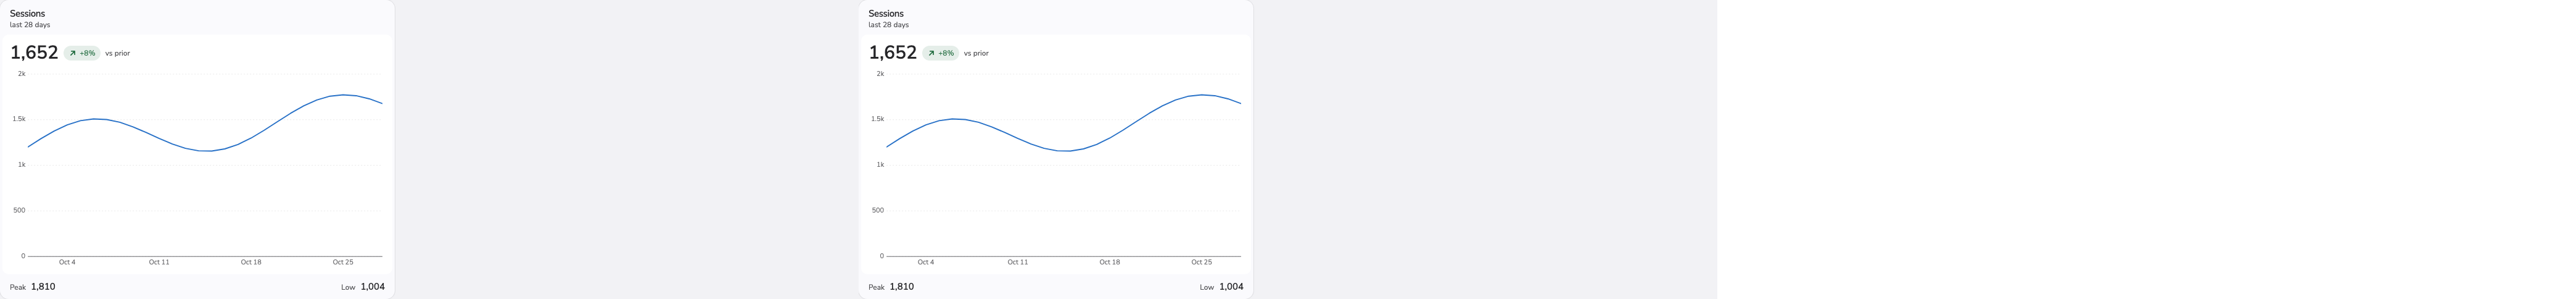 Sessions
last 28 days
1,652 +8% vs prior
2k
1.5k
1k
500
0
Oct 4 Oct 11 Oct 18 Oct 25
Peak 1,810 Low 1,004
Sessions
last 28 days
1,652 +8% vs prior
2k
1.5k
1k
500
0
Oct 4 Oct 11 Oct 18 Oct 25
Peak 1,810 Low 1,004